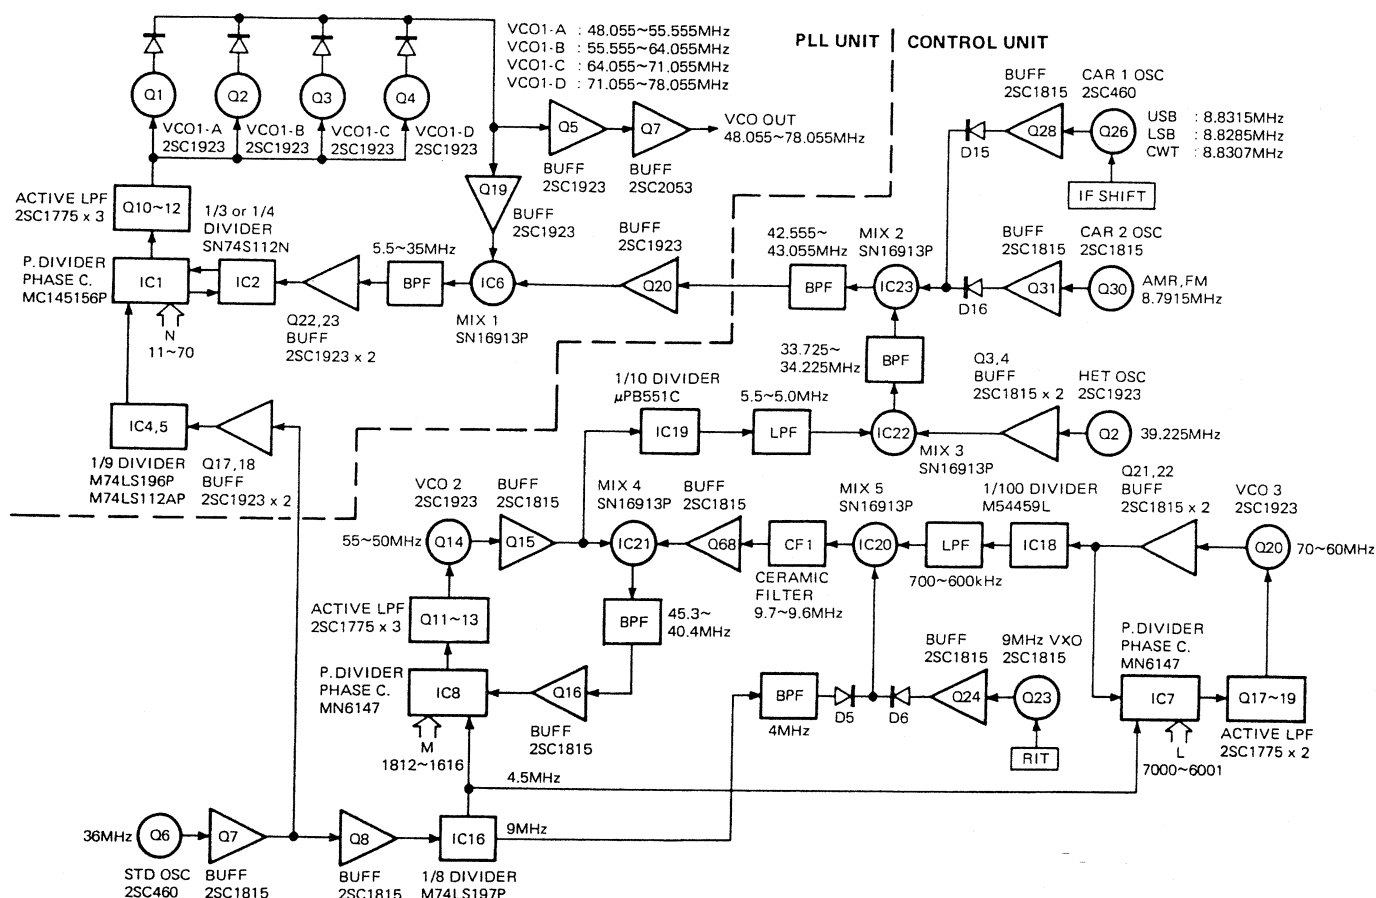 VCO1-A : 48.055~55.555MHz
VCO1-B : 55.555~64.055MHz
VCO1-C : 64.055~71.055MHz
VCO1-D : 71.055~78.055MHz
PLL UNIT
CONTROL UNIT
Q1
Q2
Q3
Q4
VCO1-A
2SC1923
VCO1-B
2SC1923
VCO1-C
2SC1923
VCO1-D
2SC1923
Q5
BUFF
2SC1923
Q7
BUFF
2SC2053
VCO OUT
48.055~78.055MHz
BUFF
2SC1815
Q28
D15
CAR 1 OSC
2SC460
Q26
USB : 8.8315MHz
LSB : 8.8285MHz
CWT : 8.8307MHz
IF SHIFT
ACTIVE LPF
2SC1775 x 3
Q10~12
Q19
BUFF
2SC1923
1/3 or 1/4
DIVIDER
SN74S112N
P.DIVIDER
PHASE C.
MC145156P
IC1
IC2
N
11~70
Q22,23
BUFF
2SC1923 x 2
5.5~35MHz
BPF
IC6
MIX 1
SN16913P
BUFF
2SC1923
Q20
42.555~
43.055MHz
BPF
MIX 2
SN16913P
IC23
D16
BUFF
2SC1815
Q31
CAR 2 OSC
2SC1815
Q30
AMR,FM
8.7915MHz
33.725~
34.225MHz
BPF
1/10 DIVIDER
μPB551C
IC19
5.5~5.0MHz
LPF
IC22
MIX 3
SN16913P
Q3,4
BUFF
2SC1815 x 2
HET OSC
2SC1923
Q2
39.225MHz
IC4,5
1/9 DIVIDER
M74LS196P
M74LS112AP
Q17,18
BUFF
2SC1923 x 2
VCO 2
2SC1923
55~50MHz
Q14
BUFF
2SC1815
Q15
MIX 4
SN16913P
IC21
BUFF
2SC1815
Q68
CF1
CERAMIC
FILTER
9.7~9.6MHz
MIX 5
SN16913P
IC20
LPF
700~600kHz
1/100 DIVIDER
M54459L
IC18
Q21,22
BUFF
2SC1815 x 2
VCO 3
2SC1923
Q20
70~60MHz
ACTIVE LPF
2SC1775 x 3
Q11~13
BPF
45.3~
40.4MHz
P.DIVIDER
PHASE C.
MN6147
IC8
M
1812~1616
Q16
BUFF
2SC1815
BPF
4MHz
D5
D6
BUFF
2SC1815
Q24
9MHz VXO
2SC1815
Q23
RIT
P.DIVIDER
PHASE C.
MN6147
IC7
L
7000~6001
Q17~19
ACTIVE LPF
2SC1775 x 2
4.5MHz
36MHz
Q6
STD OSC
2SC460
Q7
BUFF
2SC1815
Q8
BUFF
2SC1815
IC16
9MHz
1/8 DIVIDER
M74LS197P